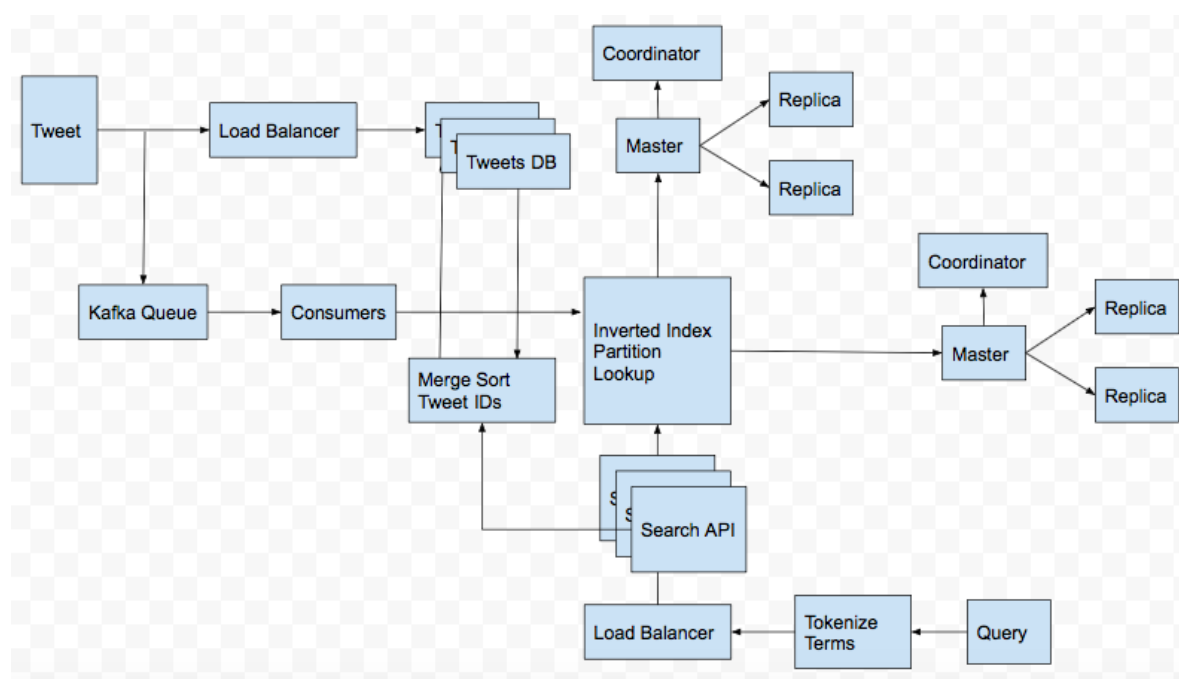 Coordinator
Tweet
Load Balancer
T
T
Tweets DB
Master
Replica
Replica
Kafka Queue
Consumers
Merge Sort
Tweet IDs
Inverted Index
Partition
Lookup
Coordinator
Master
Replica
Replica
S
S
Search API
Load Balancer
Tokenize
Terms
Query